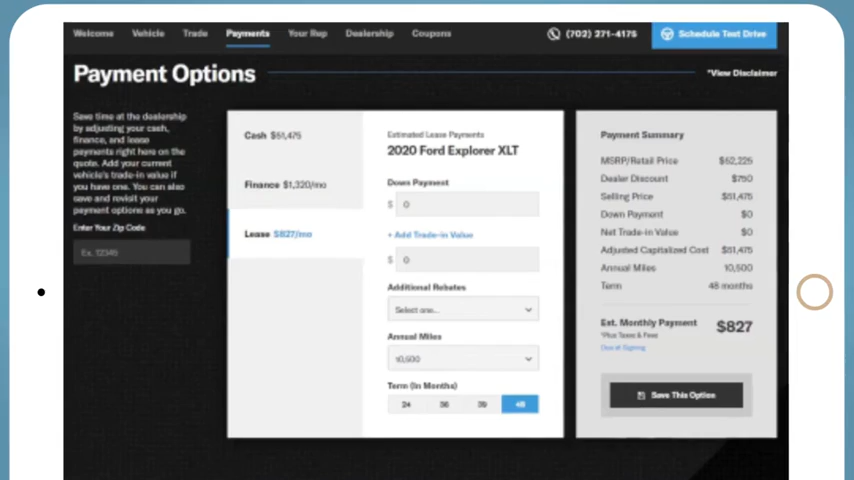 Welcome Vehicle Trade Payments Your Rep Dealership Coupons (702) 271-4175 Schedule Test Drive
Payment Options
*View Disclaimer
Save time at the dealership
by adjusting your cash,
finance, and lease
payments right here on the
quote. Add your current
vehicle's trade-in value if
you have one. You can also
save and revisit your
payment options as you go.
Enter Your Zip Code
Ex. 12345
Cash $51,475
Finance $1,320/mo
Lease $827/mo
Estimated Lease Payments
2020 Ford Explorer XLT
Down Payment
$ 0
+ Add Trade-in Value
$ 0
Additional Rebates
Select one...
Annual Miles
10,500
Term (In Months)
24 36 39 48
Payment Summary
MSRP/Retail Price $52,225
Dealer Discount $750
Selling Price $51,475
Down Payment $0
Net Trade-in Value $0
Adjusted Capitalized Cost $51,475
Annual Miles 10,500
Term 48 months
Est. Monthly Payment $827
*Plus Taxes & Fees
Due at Signing
Save This Option